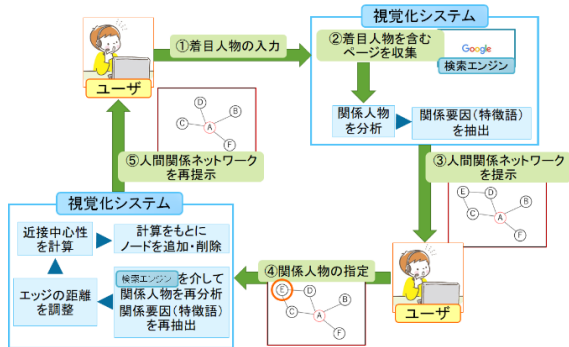 視覚化システム
①着目人物の入力
②着目人物を含む
ページを収集
Google
検索エンジン
ユーザ
関係人物
を分析
関係要因(特徴語)
を抽出
D
B
C
A
F
⑤人間関係ネットワーク
を再提示
③人間関係ネットワーク
を提示
E
D
B
C
A
F
視覚化システム
近接中心性
を計算
計算をもとに
ノードを追加・削除
エッジの距離
を調整
検索エンジン を介して
関係人物を再分析
関係要因(特徴語)
を再抽出
④関係人物の指定
E
D
B
C
A
F
ユーザ